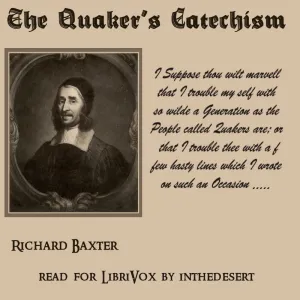 The Quaker's Catechism
I Suppose thou wilt marvell
that I trouble my self with
so wilde a Generation as the
People called Quakers are; or
that I trouble thee with a f
few hasty lines which I wrote
on such an Occasion .....
Richard Baxter
read for LibriVox by inthedesert